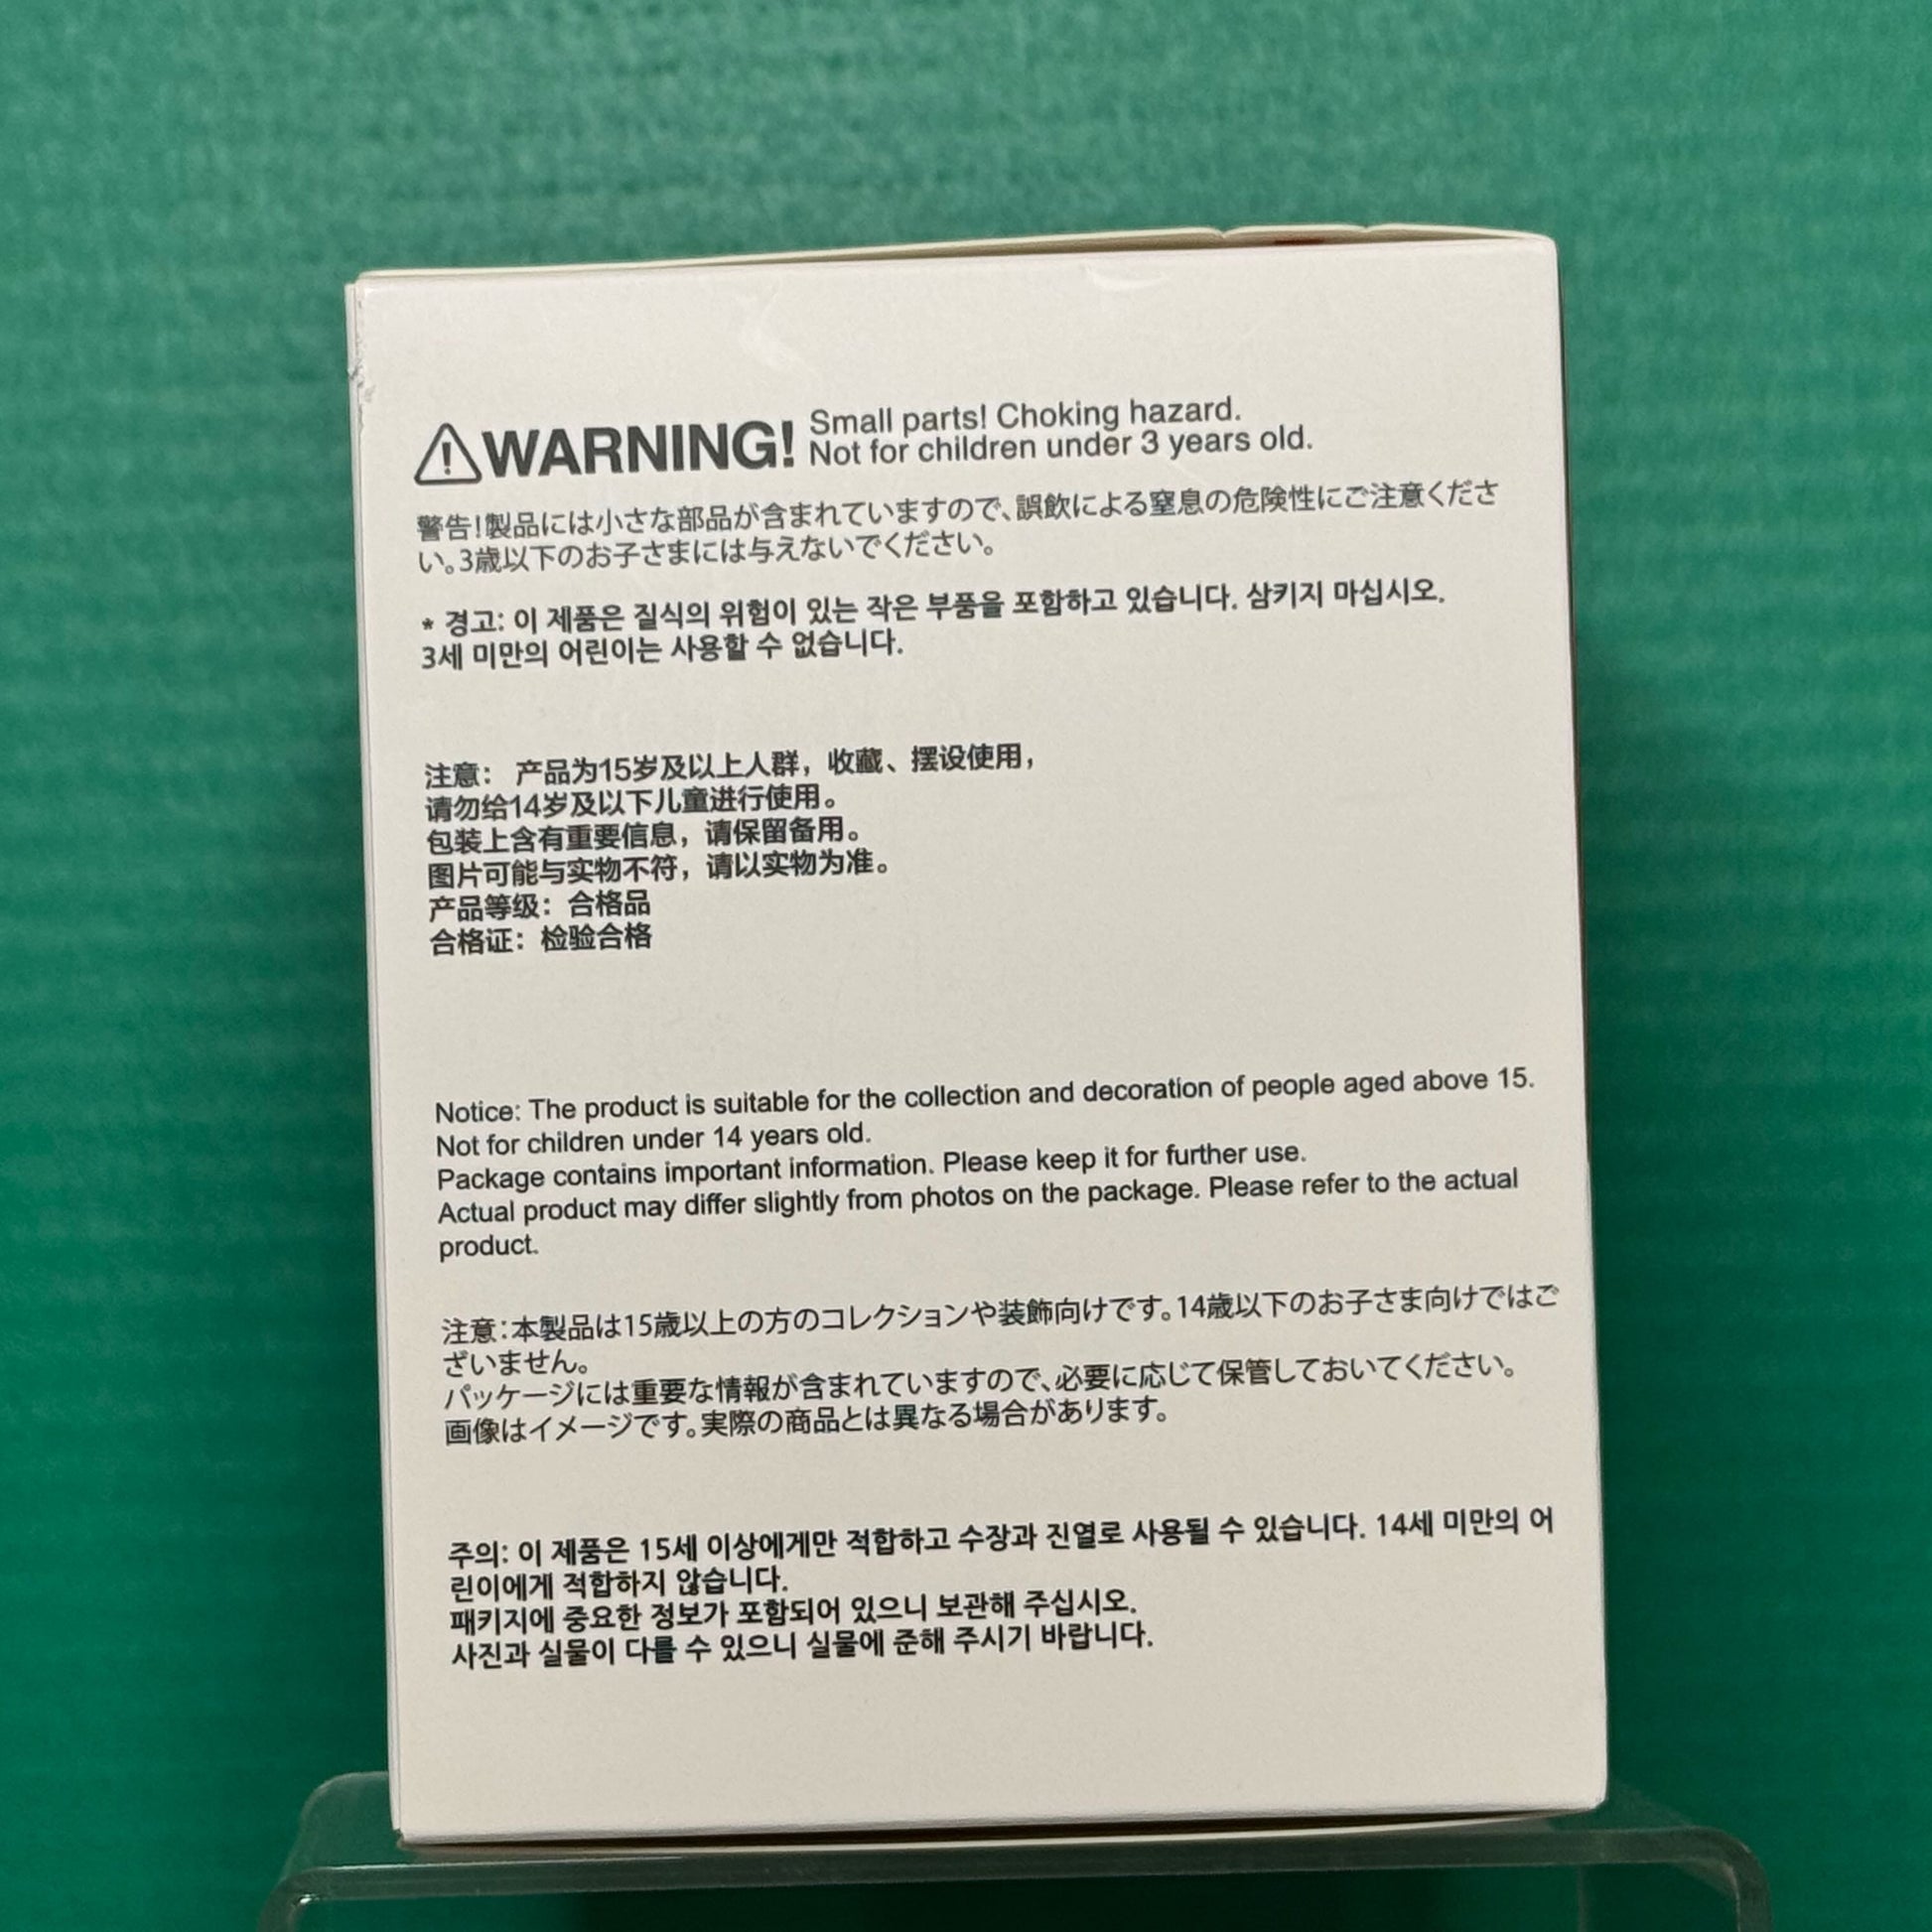 WARNING! Small parts! Choking hazard.
Not for children under 3 years old.
警告!製品には小さな部品が含まれていますので、誤飲による窒息の危険性にご注意くださ
い。3歳以下のお子さまには与えないでください。
* 경고: 이 제품은 질식의 위험이 있는 작은 부품을 포함하고 있습니다. 삼키지 마십시오.
3세 미만의 어린이는 사용할 수 없습니다.
注意： 产品为15岁及以上人群，收藏、摆设使用，
请勿给14岁及以下儿童进行使用。
包装上含有重要信息，请保留备用。
图片可能与实物不符，请以实物为准。
产品等级：合格品
合格证：检验合格
Notice: The product is suitable for the collection and decoration of people aged above 15.
Not for children under 14 years old.
Package contains important information. Please keep it for further use.
Actual product may differ slightly from photos on the package. Please refer to the actual
product.
注意:本製品は15歳以上の方のコレクションや装飾向けです。14歳以下のお子さま向けではご
ざいません。
パッケージには重要な情報が含まれていますので、必要に応じて保管しておいてください。
画像はイメージです。実際の商品とは異なる場合があります。
주의: 이 제품은 15세 이상에게만 적합하고 수장과 진열로 사용될 수 있습니다. 14세 미만의 어
린이에게 적합하지 않습니다.
패키지에 중요한 정보가 포함되어 있으니 보관해 주십시오.
사진과 실물이 다를 수 있으니 실물에 준해 주시기 바랍니다.